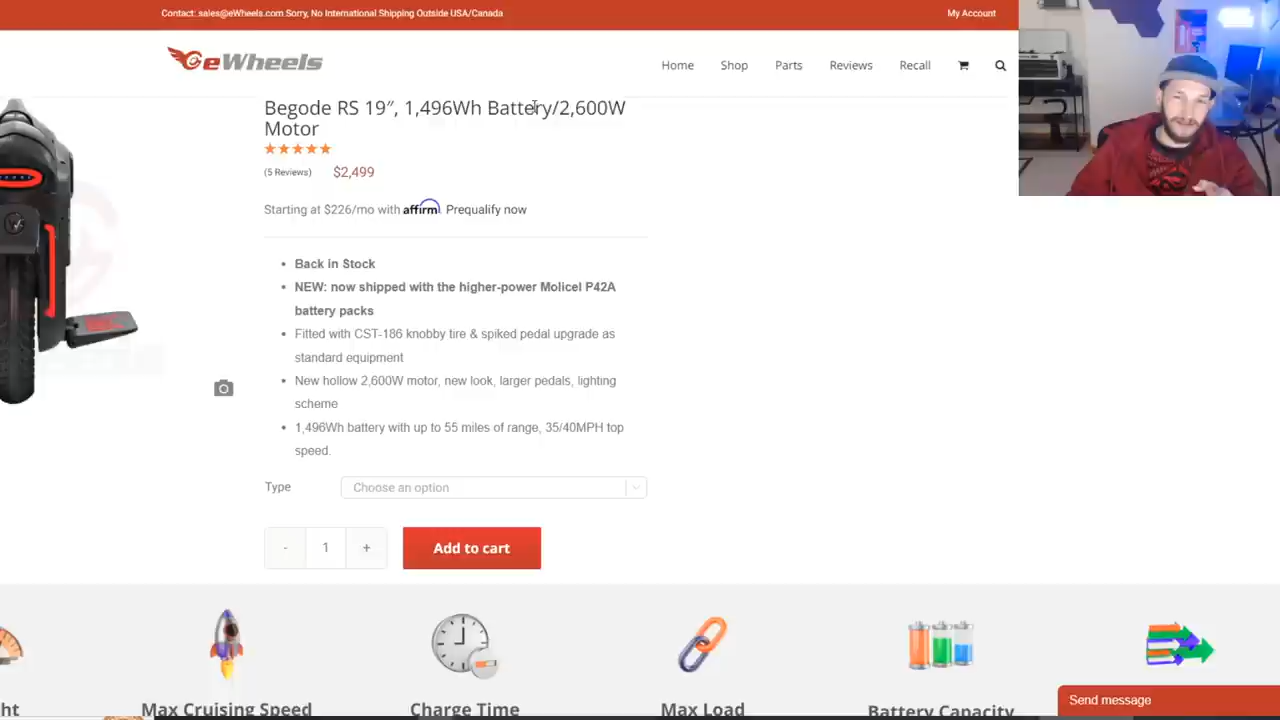 Contact: sales@eWheels.com Sorry, No International Shipping Outside USA/Canada
My Account
eWheels
Home
Shop
Parts
Reviews
Recall
Begode RS 19″, 1,496Wh Battery/2,600W
Motor
(5 Reviews)
$2,499
Starting at $226/mo with affirm. Prequalify now
Back in Stock
NEW: now shipped with the higher-power Molicel P42A
battery packs
Fitted with CST-186 knobby tire & spiked pedal upgrade as
standard equipment
New hollow 2,600W motor, new look, larger pedals, lighting
scheme
1,496Wh battery with up to 55 miles of range, 35/40MPH top
speed.
Type
Choose an option
- 1 +
Add to cart
ht
Max Cruising Speed
Charge Time
Max Load
Battery Capacity
Send message